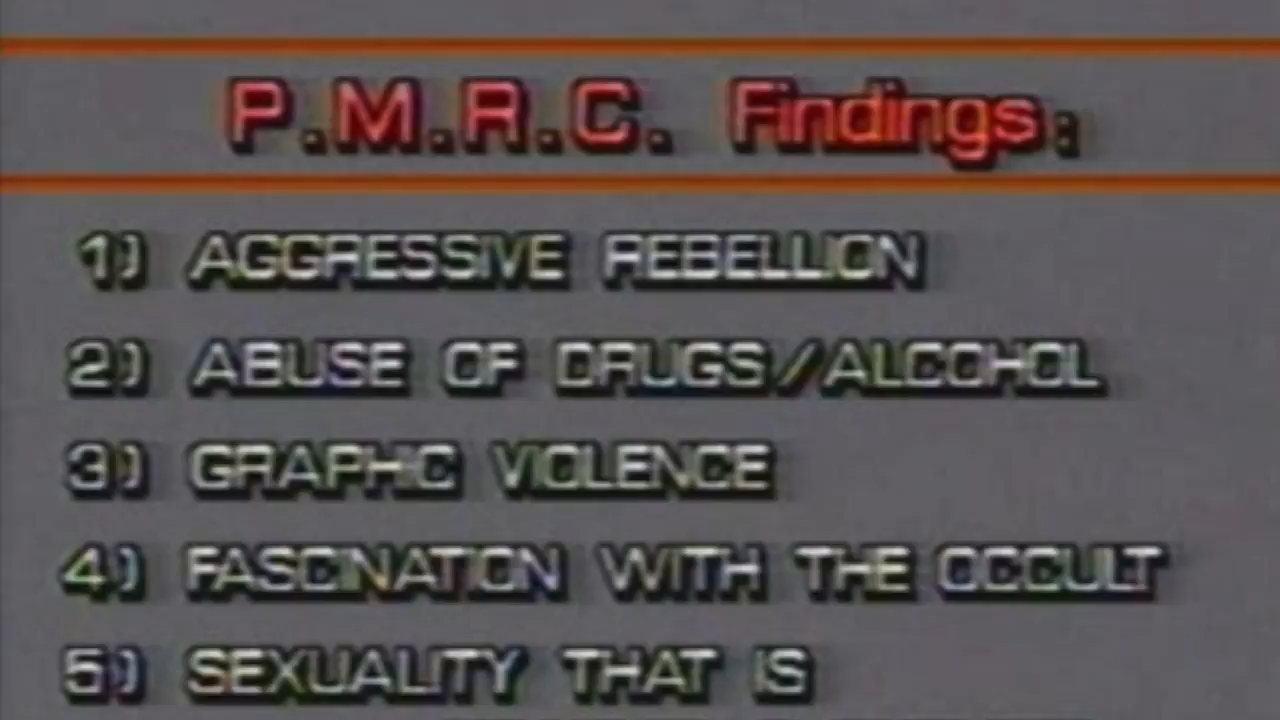 P.M.R.C. Findings:
1) AGGRESSIVE REBELLION
2) ABUSE OF DRUGS/ALCOHOL
3) GRAPHIC VIOLENCE
4) FASCINATION WITH THE OCCULT
5) SEXUALITY THAT IS